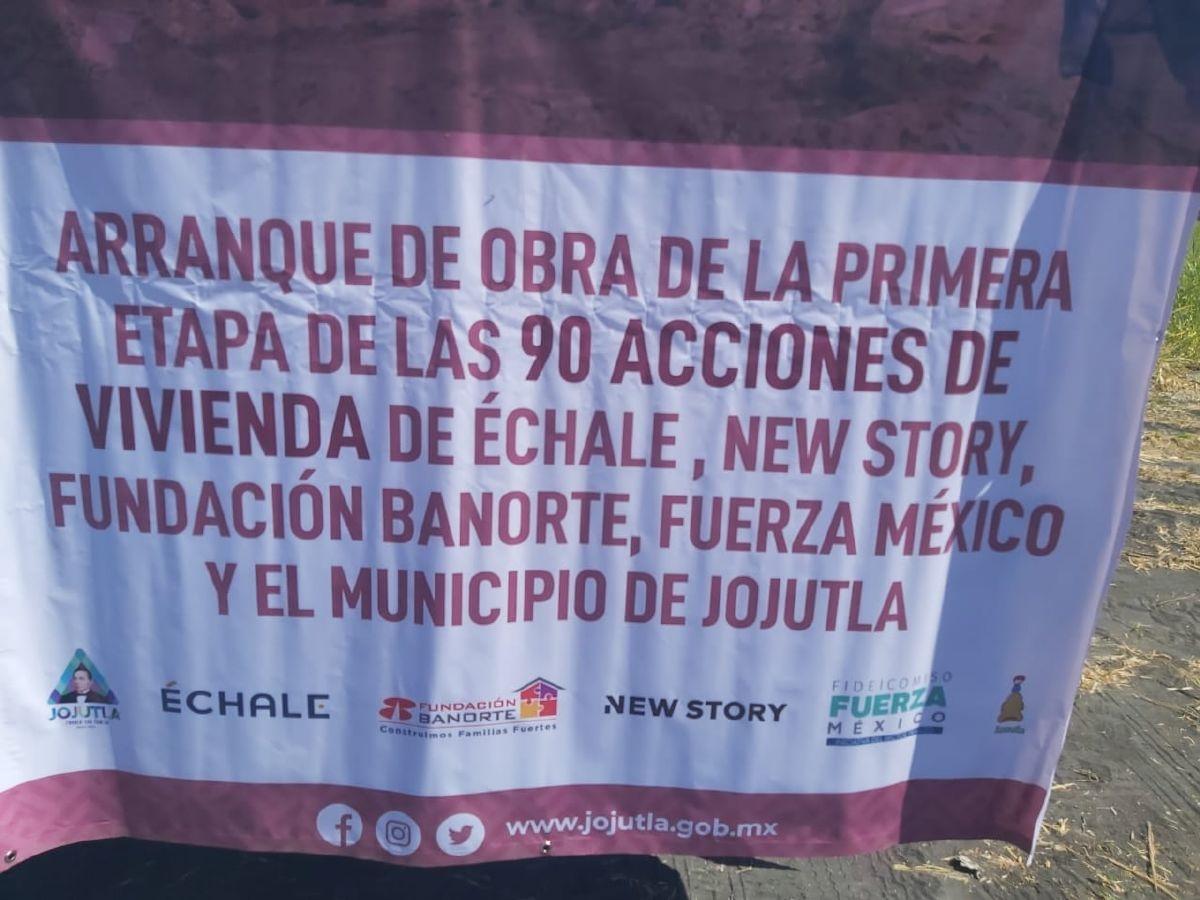 ARRANQUE DE OBRA DE LA PRIMERA
ETAPA DE LAS 90 ACCIONES DE
VIVIENDA DE ÉCHALE , NEW STORY,
FUNDACIÓN BANORTE, FUERZA MÉXICO
Y EL MUNICIPIO DE JOJUTLA
JOJUTLA
ÉCHALE
FUNDACIÓN
BANORTE
Construimos Familias Fuertes
NEW STORY
FIDEICOMISO
FUERZA
MÉXICO
www.jojutla.gob.mx